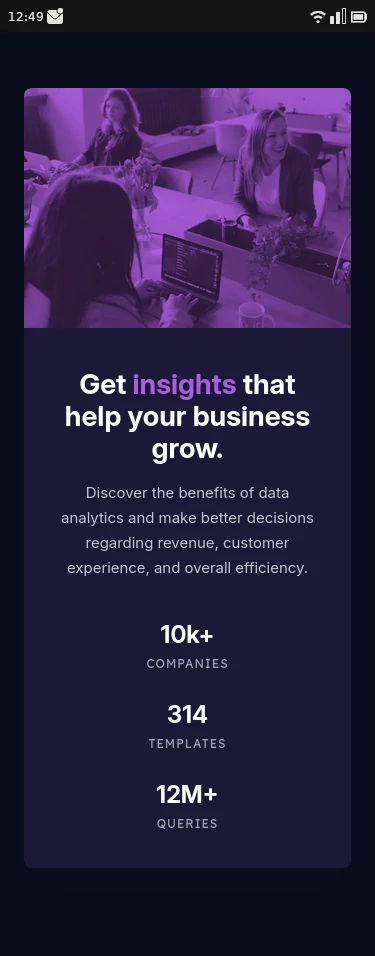 12:49
Get insights that
help your business
grow.
Discover the benefits of data
analytics and make better decisions
regarding revenue, customer
experience, and overall efficiency.
10k+
COMPANIES
314
TEMPLATES
12M+
QUERIES